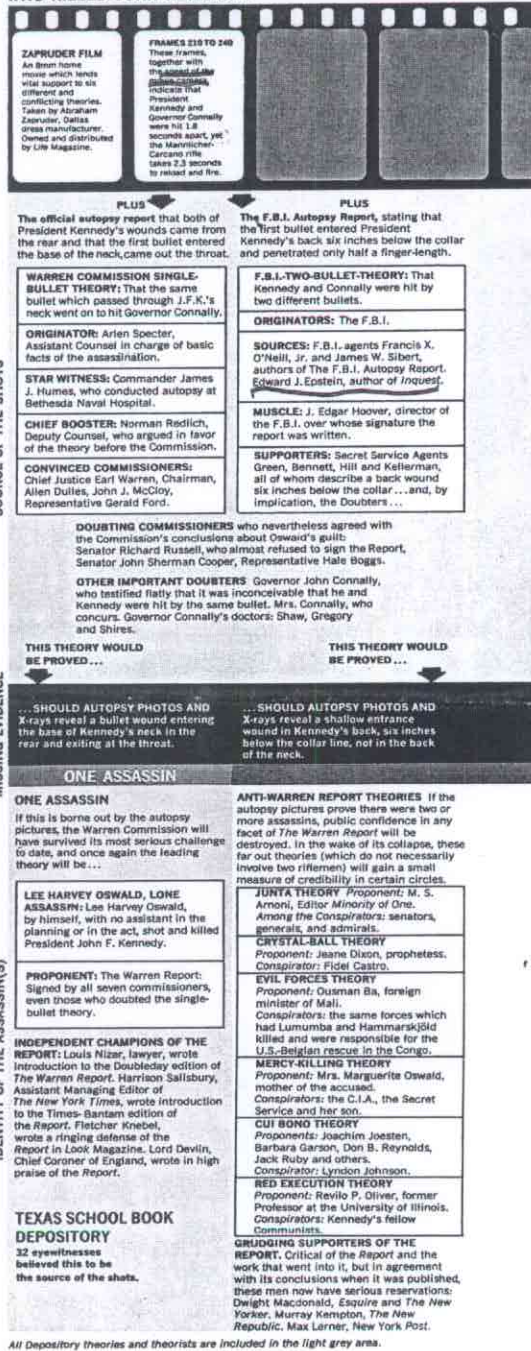 ZAPRUDER FILM
An 8mm home
movie which lends
vital support to six
different and
conflicting theories.
Taken by Abraham
Zapruder, Dallas
dress manufacturer.
Owned and distributed
by Life Magazine.
FRAMES 210 TO 240
These frames,
together with
the speed of the
movie camera,
indicate that
President
Kennedy and
Governor Connally
were hit 1.8
seconds apart, yet
the Mannlicher-
Carcano rifle
takes 2.3 seconds
to reload and fire.
PLUS
The official autopsy report that both of
President Kennedy's wounds came from
the rear and that the first bullet entered
the base of the neck, came out the throat.
WARREN COMMISSION SINGLE-
BULLET THEORY: That the same
bullet which passed through J.F.K.'s
neck went on to hit Governor Connally.
ORIGINATOR: Arlen Specter,
Assistant Counsel in charge of basic
facts of the assassination.
STAR WITNESS: Commander James
J. Humes, who conducted autopsy at
Bethesda Naval Hospital.
CHIEF BOOSTER: Norman Redlich,
Deputy Counsel, who argued in favor
of the theory before the Commission.
CONVINCED COMMISSIONERS:
Chief Justice Earl Warren, Chairman,
Allen Dulles, John J. McCloy,
Representative Gerald Ford.
PLUS
The F.B.I. Autopsy Report, stating that
the first bullet entered President
Kennedy's back six inches below the collar
and penetrated only half a finger-length.
F.B.I.-TWO-BULLET-THEORY: That
Kennedy and Connally were hit by
two different bullets.
ORIGINATORS: The F.B.I.
SOURCES: F.B.I. agents Francis X.
O'Neill, Jr. and James W. Sibert,
authors of The F.B.I. Autopsy Report.
Edward J. Epstein, author of Inquest.
MUSCLE: J. Edgar Hoover, director of
the F.B.I. over whose signature the
report was written.
SUPPORTERS: Secret Service Agents
Green, Bennett, Hill and Kellerman,
all of whom describe a back wound
six inches below the collar...and, by
implication, the Doubters...
DOUBTING COMMISSIONERS who nevertheless agreed with
the Commission's conclusions about Oswald's guilt:
Senator Richard Russell, who almost refused to sign the Report,
Senator John Sherman Cooper, Representative Hale Boggs.
OTHER IMPORTANT DOUBTERS Governor John Connally,
who testified flatly that it was inconceivable that he and
Kennedy were hit by the same bullet. Mrs. Connally, who
concurs. Governor Connally's doctors: Shaw, Gregory
and Shires.
THIS THEORY WOULD
BE PROVED...
THIS THEORY WOULD
BE PROVED...
...SHOULD AUTOPSY PHOTOS AND
X-rays reveal a bullet wound entering
the base of Kennedy's neck in the
rear and exiting at the throat.
...SHOULD AUTOPSY PHOTOS AND
X-rays reveal a shallow entrance
wound in Kennedy's back, six inches
below the collar line, not in the back
of the neck.
ONE ASSASSIN
ONE ASSASSIN
If this is borne out by the autopsy
pictures, the Warren Commission will
have survived its most serious challenge
to date, and once again the leading
theory will be...
LEE HARVEY OSWALD, LONE
ASSASSIN: Lee Harvey Oswald,
by himself, with no assistant in the
planning or in the act, shot and killed
President John F. Kennedy.
PROPONENT: The Warren Report:
Signed by all seven commissioners,
even those who doubted the single-
bullet theory.
INDEPENDENT CHAMPIONS OF THE
REPORT: Louis Nizer, lawyer, wrote
introduction to the Doubleday edition of
The Warren Report. Harrison Salisbury,
Assistant Managing Editor of
The New York Times, wrote introduction
to the Times-Bantam edition of
the Report. Fletcher Knebel,
wrote a ringing defense of the
Report in Look Magazine. Lord Devlin,
Chief Coroner of England, wrote in high
praise of the Report.
TEXAS SCHOOL BOOK
DEPOSITORY
32 eyewitnesses
believed this to be
the source of the shots.
ANTI-WARREN REPORT THEORIES If the
autopsy pictures prove there were two or
more assassins, public confidence in any
facet of The Warren Report will be
destroyed. In the wake of its collapse, these
far out theories (which do not necessarily
involve two riflemen) will gain a small
measure of credibility in certain circles.
JUNTA THEORY Proponent: M. S.
Arnoni, Editor Minority of One.
Among the Conspirators: senators,
generals, and admirals.
CRYSTAL-BALL THEORY
Proponent: Jeane Dixon, prophetess.
Conspirator: Fidel Castro.
EVIL FORCES THEORY
Proponent: Ousman Ba, foreign
minister of Mali.
Conspirators: the same forces which
had Lumumba and Hammarskjöld
killed and were responsible for the
U.S.-Belgian rescue in the Congo.
MERCY-KILLING THEORY
Proponent: Mrs. Marguerite Oswald,
mother of the accused.
Conspirators: the C.I.A., the Secret
Service and her son.
CUI BONO THEORY
Proponents: Joachim Joesten,
Barbara Garson, Don B. Reynolds,
Jack Ruby and others.
Conspirator: Lyndon Johnson.
RED EXECUTION THEORY
Proponent: Revilo P. Oliver, former
Professor at the University of Illinois.
Conspirators: Kennedy's fellow
Communists.
GRUDGING SUPPORTERS OF THE
REPORT. Critical of the Report and the
work that went into it, but in agreement
with its conclusions when it was published,
these men now have serious reservations:
Dwight Macdonald, Esquire and The New
Yorker, Murray Kempton, The New
Republic, Max Lerner, New York Post.
All Depository theories and theorists are included in the light grey area.
IDENTITY OF THE ASSASSIN(S)